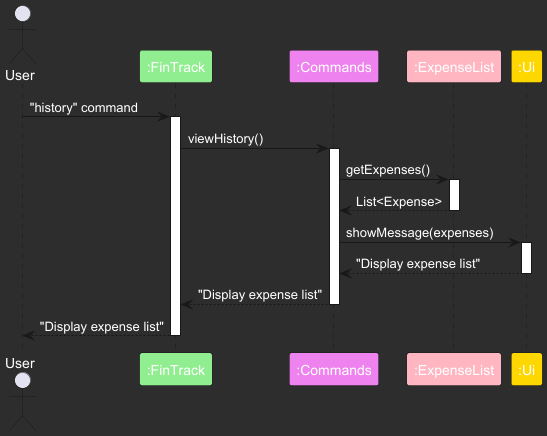 User
:FinTrack
:Commands
:ExpenseList
:Ui
"history" command
viewHistory()
getExpenses()
List<Expense>
showMessage(expenses)
"Display expense list"
"Display expense list"
"Display expense list"
User
:FinTrack
:Commands
:ExpenseList
:Ui